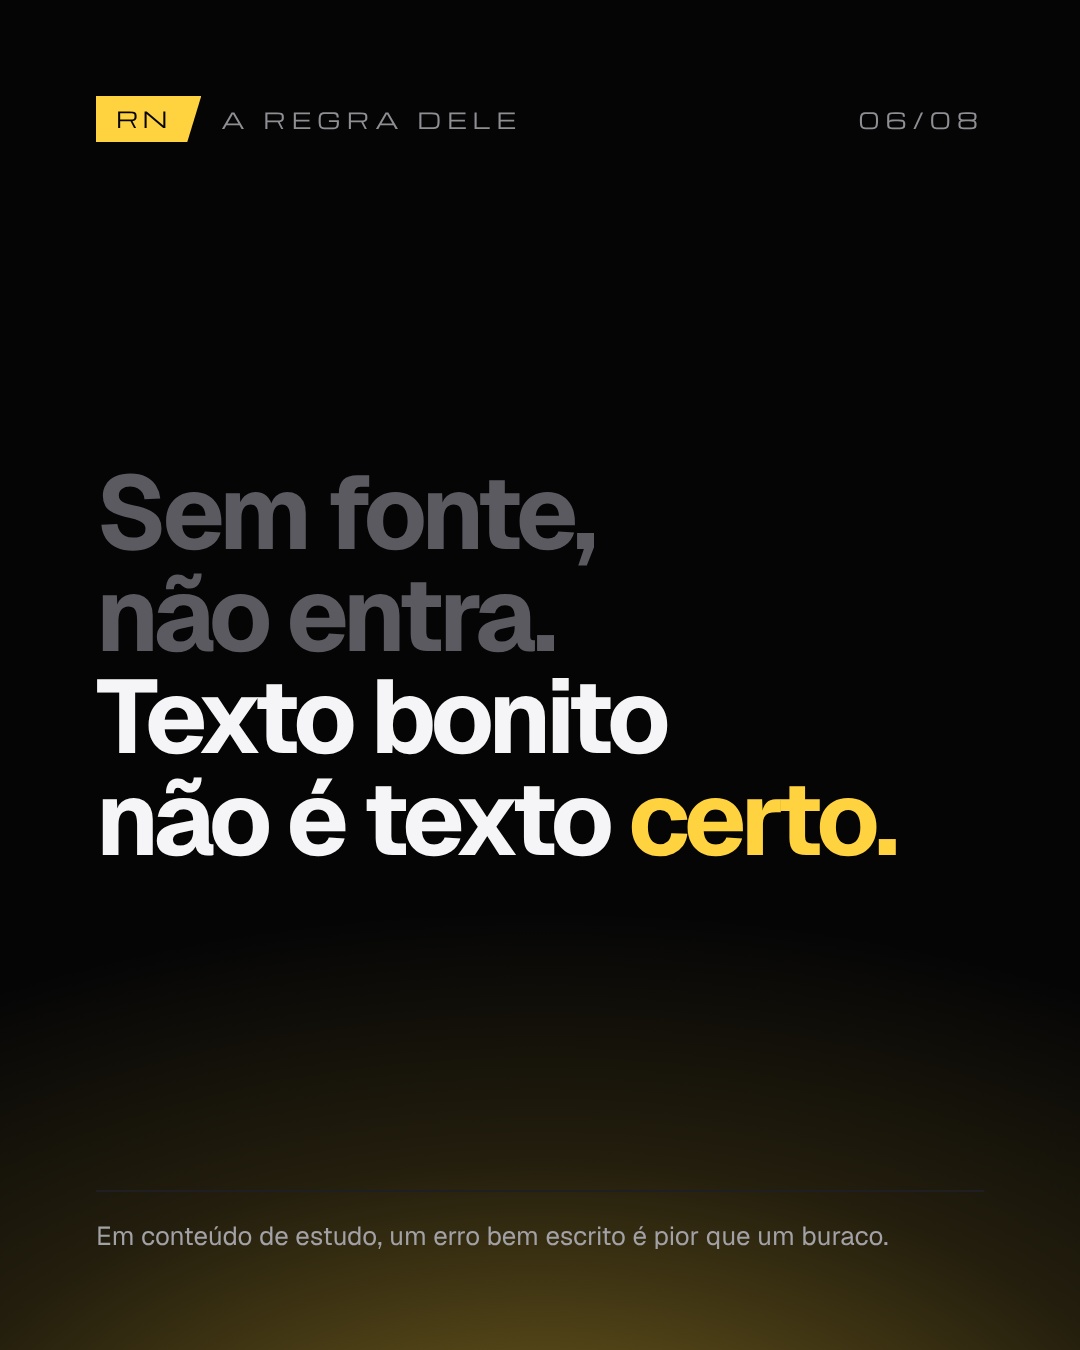 RN A REGRA DELE 06/08
Sem fonte,
não entra.
Texto bonito
não é texto certo.
Em conteúdo de estudo, um erro bem escrito é pior que um buraco.